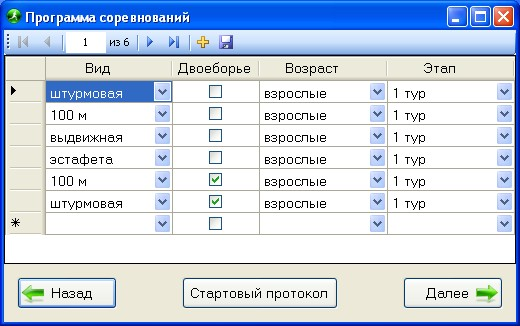 Программа соревнований
1 из 6
Вид Двоеборье Возраст Этап
штурмовая взрослые 1 тур
100 м взрослые 1 тур
выдвижная взрослые 1 тур
эстафета взрослые 1 тур
100 м взрослые 1 тур
штурмовая взрослые 1 тур
Назад Стартовый протокол Далее